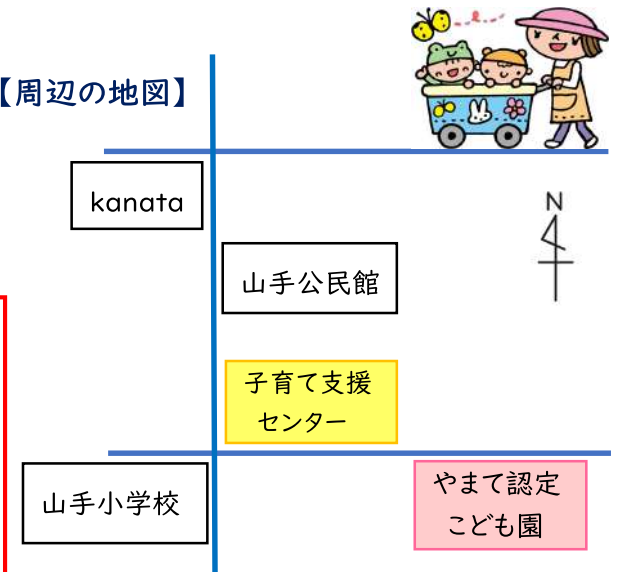 【周辺の地図】
kanata
N
山手公民館
子育て支援
センター
山手小学校
やまて認定
こども園